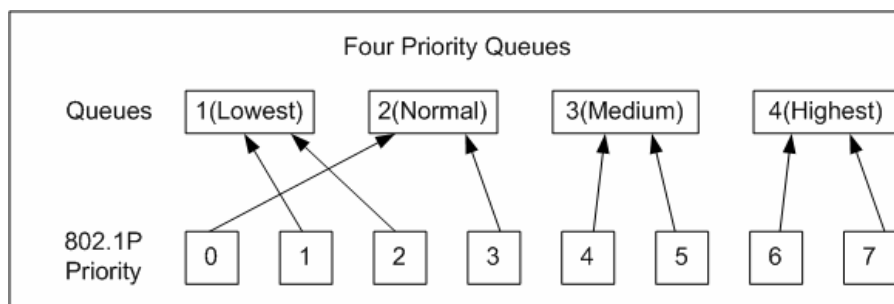 Four Priority Queues
Queues 1(Lowest) 2(Normal) 3(Medium) 4(Highest)
802.1P
Priority
0 1 2 3 4 5 6 7